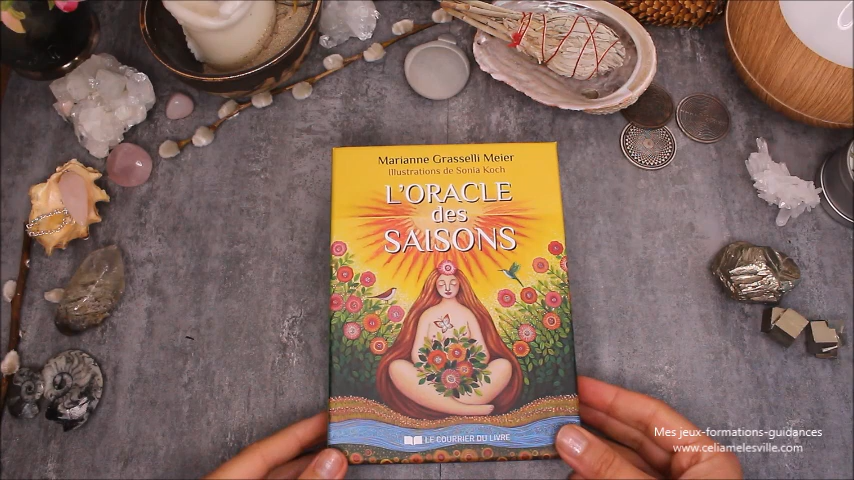 Marianne Grasselli Meier
Illustrations de Sonia Koch
L'ORACLE
des
SAISONS
LE COURRIER DU LIVRE
Mes jeux-formations-guidances
www.celiamelesville.com